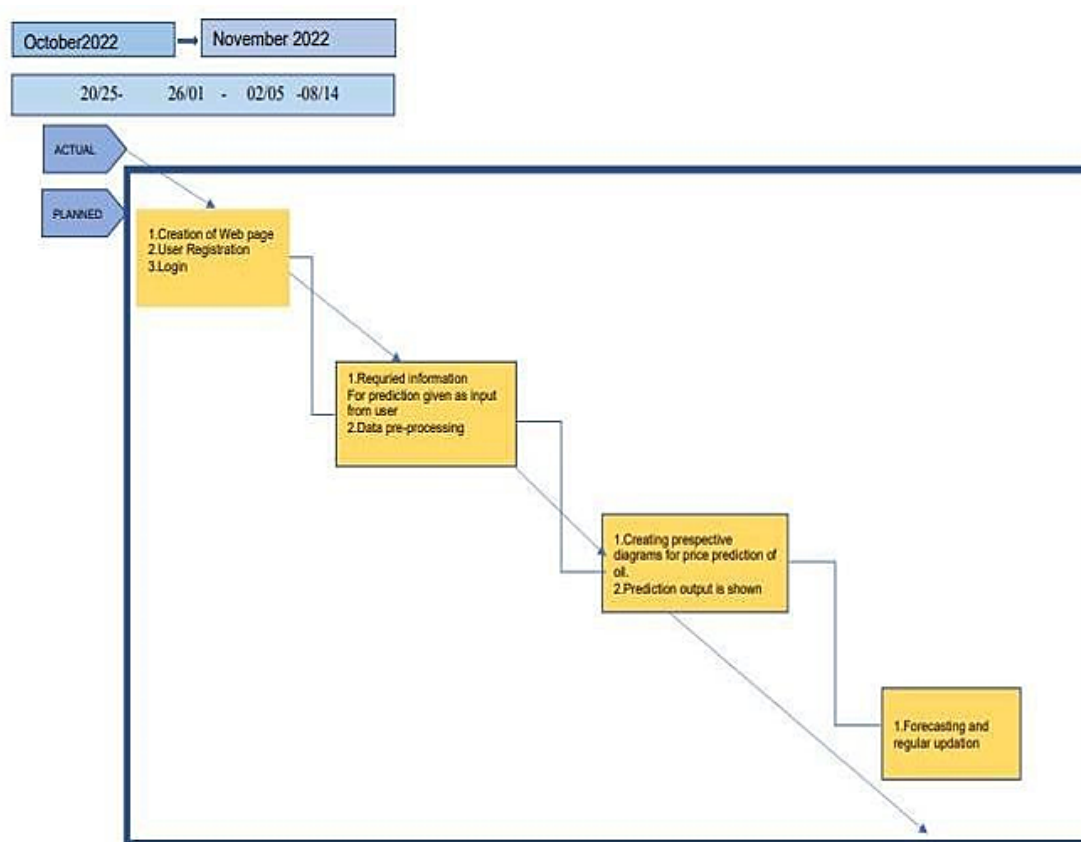 October2022
November 2022
20/25- 26/01 - 02/05 -08/14
ACTUAL
PLANNED
1.Creation of Web page
2.User Registration
3.Login
1.Requried information
For prediction given as input
from user
2.Data pre-processing
1.Creating prespective
diagrams for price prediction of
oil.
2.Prediction output is shown
1.Forecasting and
regular updation